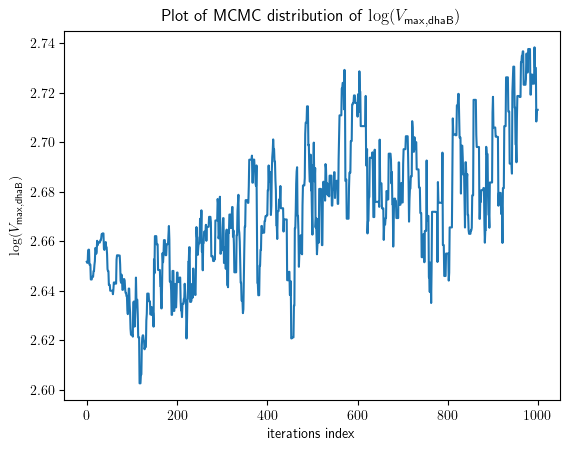 Plot of MCMC distribution of log(V_max,dhaB)
log(V_max,dhaB)
2.74
2.72
2.70
2.68
2.66
2.64
2.62
2.60
0 200 400 600 800 1000
iterations index